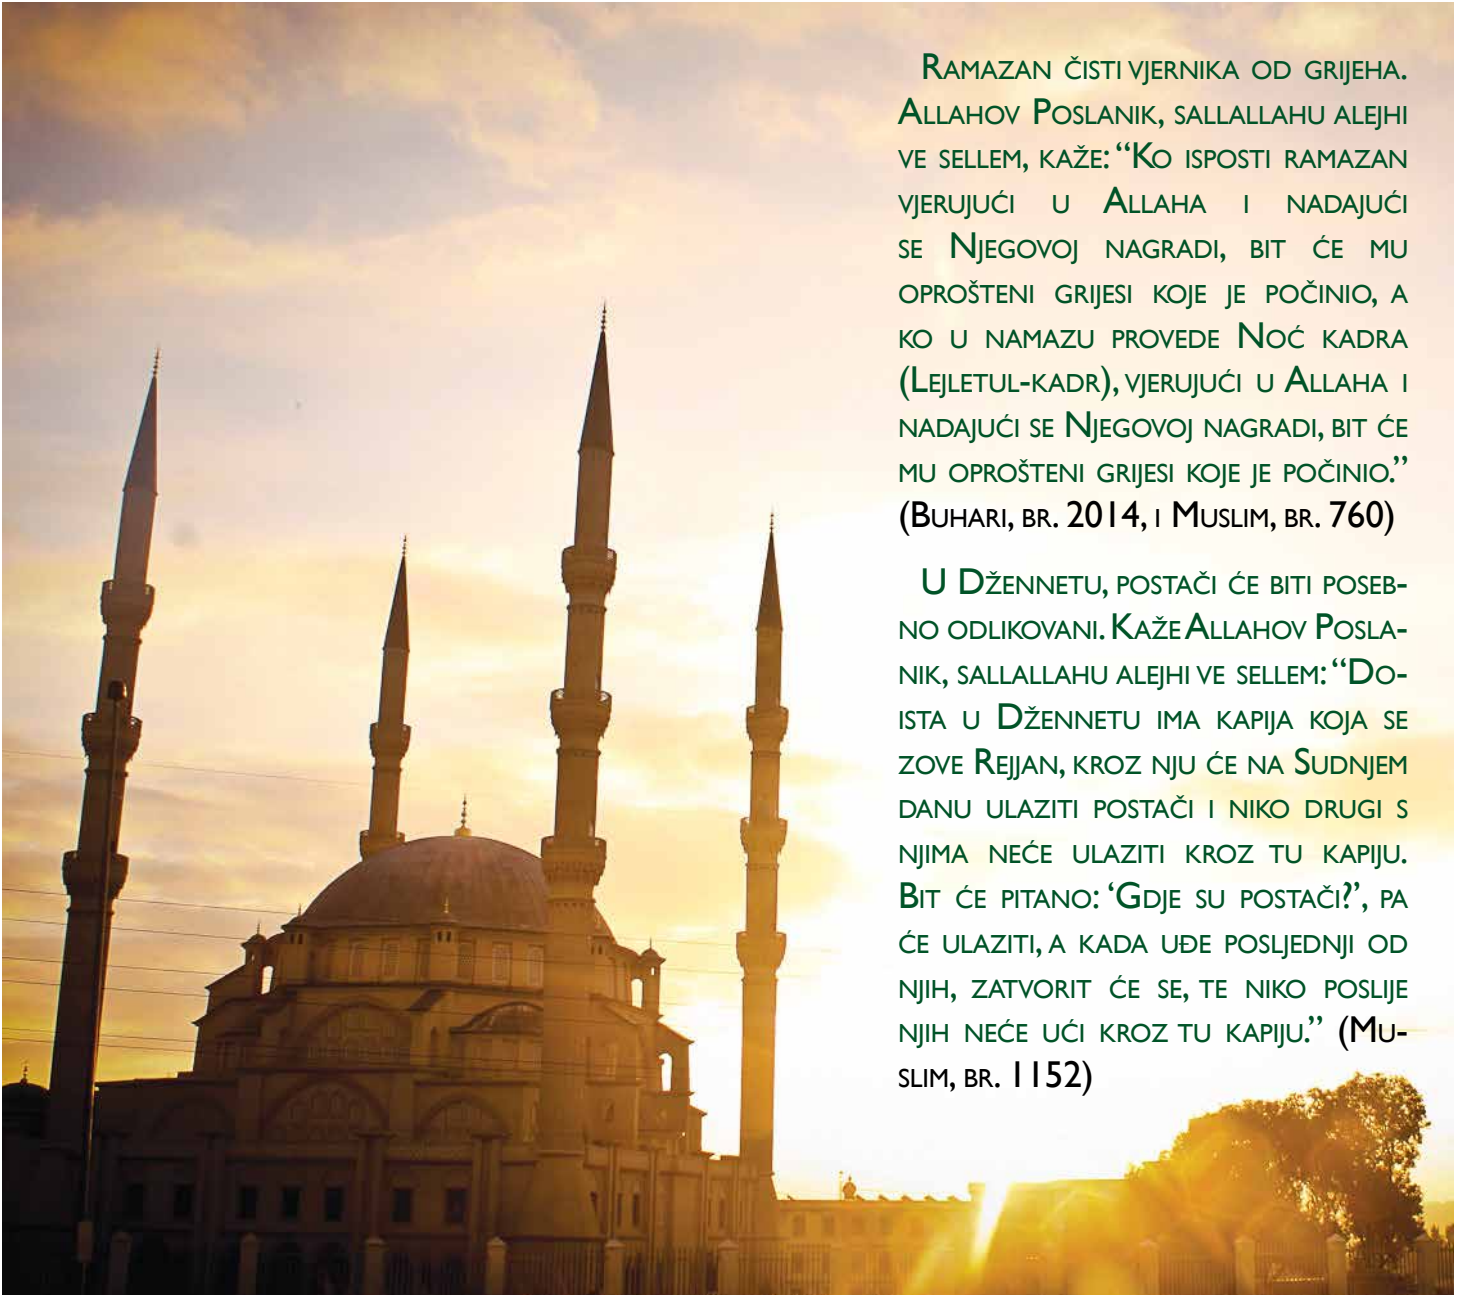 Ramazan čisti vjernika od grijeha.
Allahov Poslanik, sallallahu alejhi
ve sellem, kaže: “Ko isposti ramazan
vjerujući u Allaha i nadajući
se Njegovoj nagradi, bit će mu
oprošteni grijesi koje je počinio, a
ko u namazu provede Noć kadra
(Lejletul-kadr), vjerujući u Allaha i
nadajući se Njegovoj nagradi, bit će
mu oprošteni grijesi koje je počinio.”
(Buhari, br. 2014, i Muslim, br. 760)
U Džennetu, postači će biti poseb-
no odlikovani. Kaže Allahov Posla-
nik, sallallahu alejhi ve sellem: “Do-
ista u Džennetu ima kapija koja se
zove Rejjan, kroz nju će na Sudnjem
danu ulaziti postači i niko drugi s
njima neće ulaziti kroz tu kapiju.
Bit će pitano: ‘Gdje su postači?’, pa
će ulaziti, a kada uđe posljednji od
njih, zatvorit će se, te niko poslije
njih neće ući kroz tu kapiju.” (Mu-
slim, br. 1152)